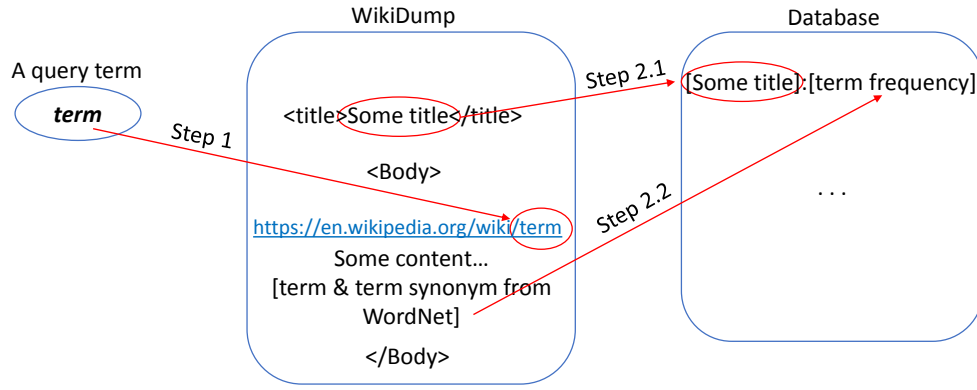 WikiDump
Database
A query term
term
Step 1
<title>Some title</title>
Step 2.1
[Some title]:[term frequency]
<Body>
Step 2.2
. . .
https://en.wikipedia.org/wiki/term
Some content...
[term & term synonym from
WordNet]
</Body>